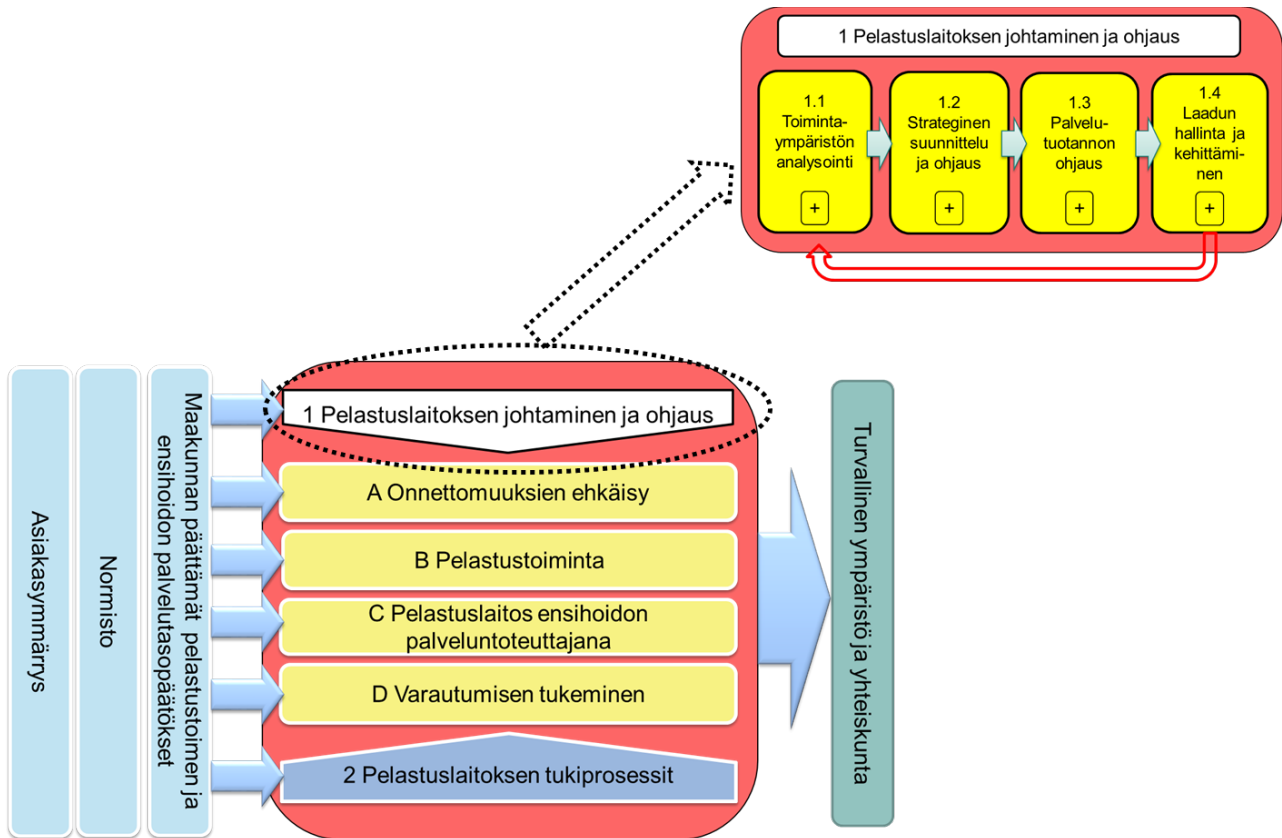 1 Pelastuslaitoksen johtaminen ja ohjaus
1.1
Toiminta-
ympäristön
analysointi
+
1.2
Strateginen
suunnittelu
ja ohjaus
+
1.3
Palvelu-
tuotannon
ohjaus
+
1.4
Laadun
hallinta ja
kehittämi-
nen
+
Asiakasymmärrys
Normisto
Maakunnan päättämät pelastustoimen ja
ensihoidon palvelutasopäätökset
1 Pelastuslaitoksen johtaminen ja ohjaus
A Onnettomuuksien ehkäisy
B Pelastustoiminta
C Pelastuslaitos ensihoidon
palveluntoteuttajana
D Varautumisen tukeminen
2 Pelastuslaitoksen tukiprosessit
Turvallinen ympäristö ja yhteiskunta